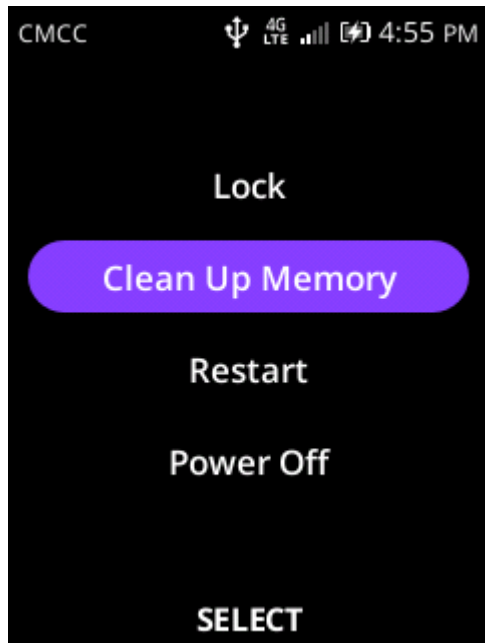 CMCC 4G LTE 4:55 PM
Lock
Clean Up Memory
Restart
Power Off
SELECT